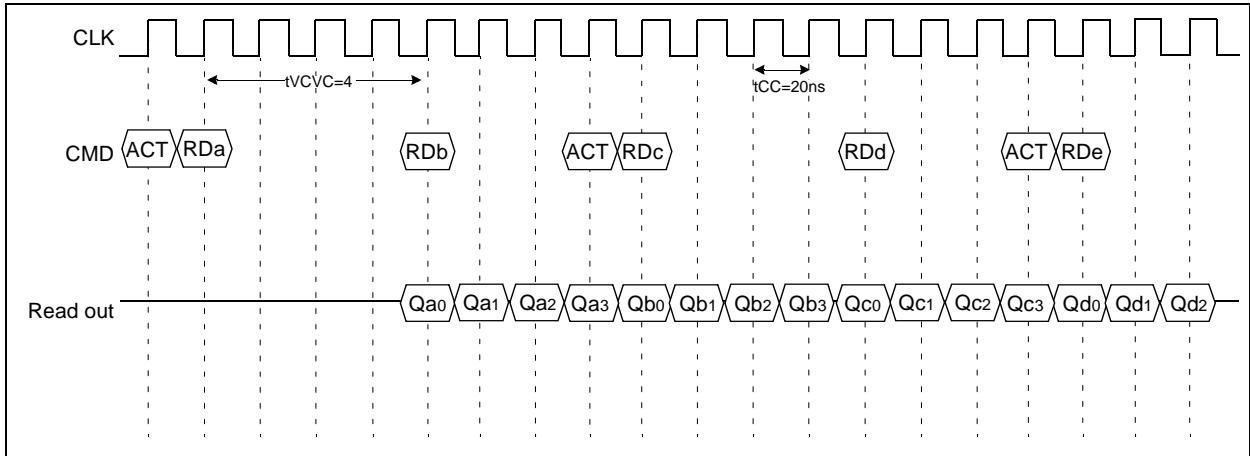 CLK
tVCVC=4
tCC=20ns
CMD ACT RDa RDb ACT RDc RDd ACT RDe
Read out Qa0 Qa1 Qa2 Qa3 Qb0 Qb1 Qb2 Qb3 Qc0 Qc1 Qc2 Qc3 Qd0 Qd1 Qd2